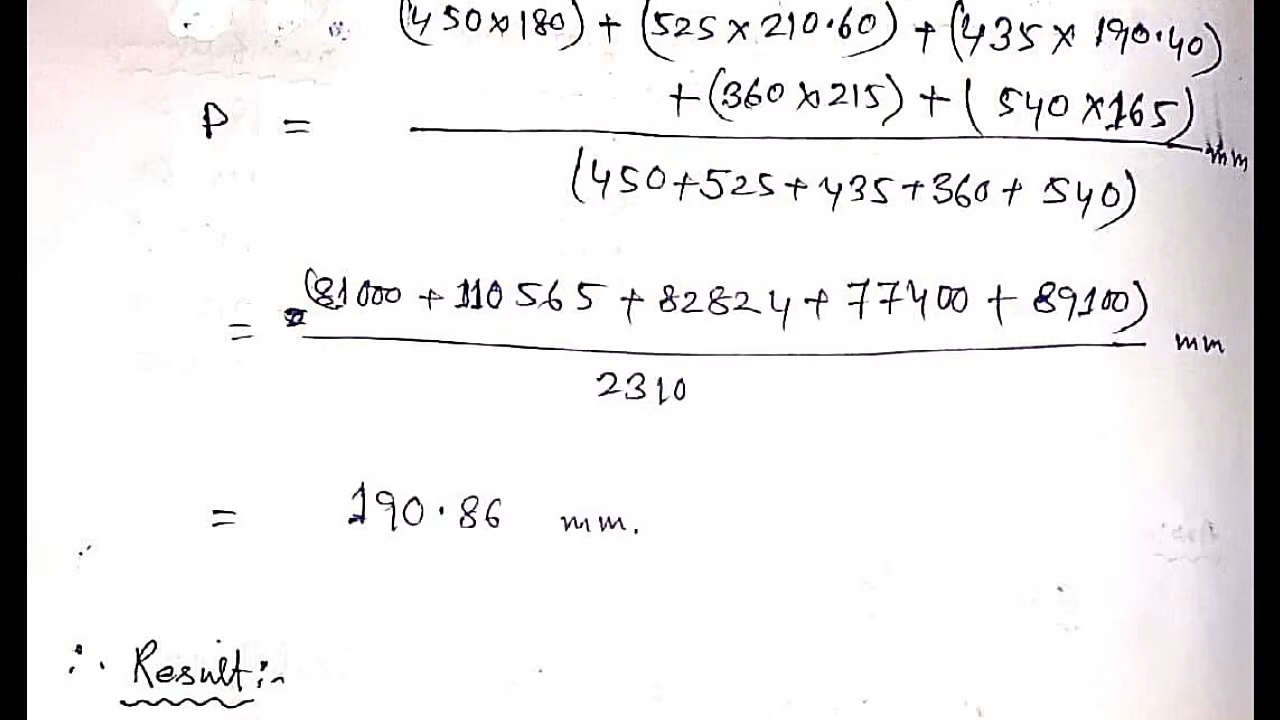 (450×180) + (525 × 210.60) + (435 × 190.40)
+ (360 × 215) + ( 540 × 165)
P = mm
(450+525+435+360+ 540)
= (81000 + 110565 + 82824 + 77400 + 89100) mm
2310
= 190.86 mm.
∴ Result:-